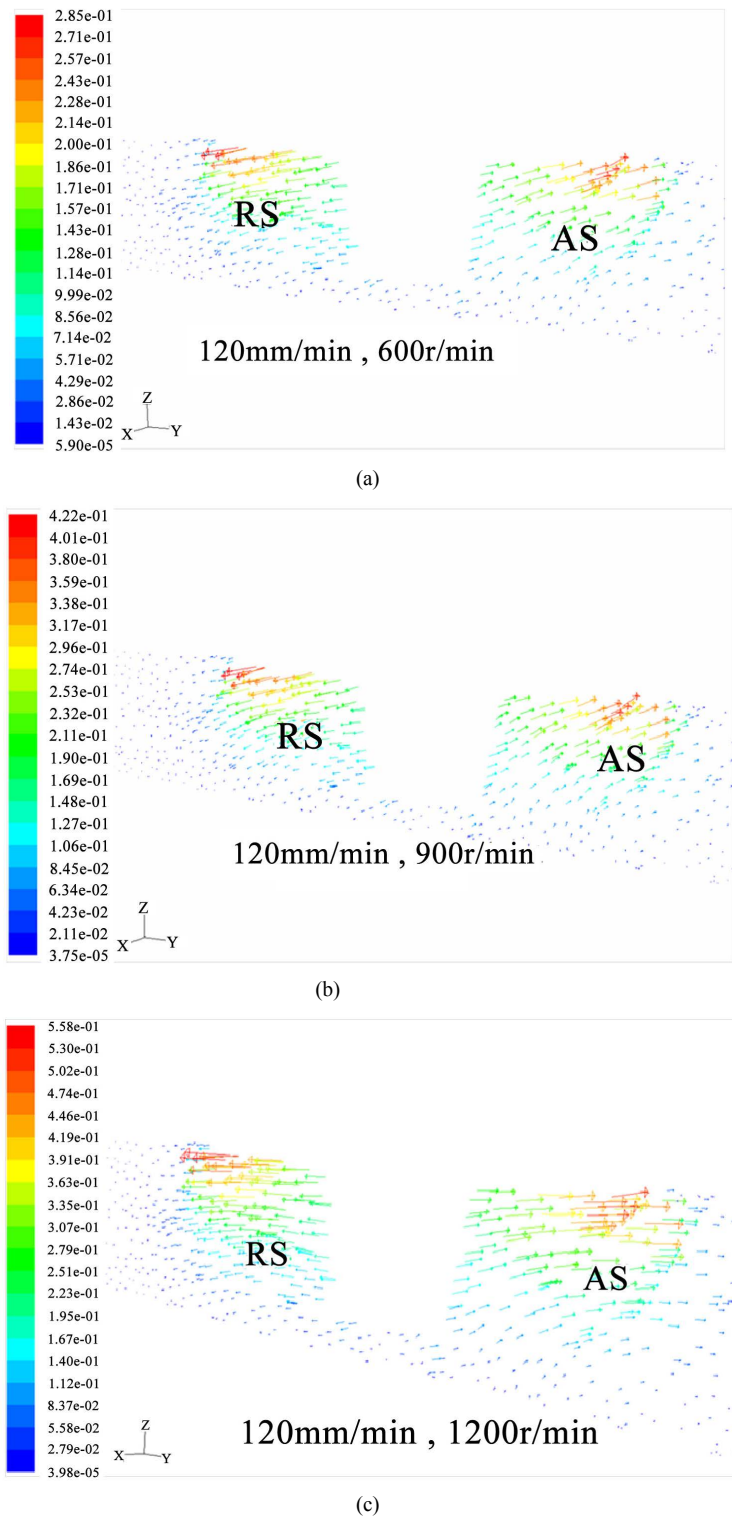 2.85e-01
2.71e-01
2.57e-01
2.43e-01
2.28e-01
2.14e-01
2.00e-01
1.86e-01
1.71e-01
1.57e-01
1.43e-01
1.28e-01
1.14e-01
9.99e-02
8.56e-02
7.14e-02
5.71e-02
4.29e-02
2.86e-02
1.43e-02
5.90e-05
RS
AS
120mm/min , 600r/min
Z
X
Y
(a)
4.22e-01
4.01e-01
3.80e-01
3.59e-01
3.38e-01
3.17e-01
2.96e-01
2.74e-01
2.53e-01
2.32e-01
2.11e-01
1.90e-01
1.69e-01
1.48e-01
1.27e-01
1.06e-01
8.45e-02
6.34e-02
4.23e-02
2.11e-02
3.75e-05
RS
AS
120mm/min , 900r/min
Z
X
Y
(b)
5.58e-01
5.30e-01
5.02e-01
4.74e-01
4.46e-01
4.19e-01
3.91e-01
3.63e-01
3.35e-01
3.07e-01
2.79e-01
2.51e-01
2.23e-01
1.95e-01
1.67e-01
1.40e-01
1.12e-01
8.37e-02
5.58e-02
2.79e-02
3.98e-05
RS
AS
120mm/min , 1200r/min
Z
X
Y
(c)